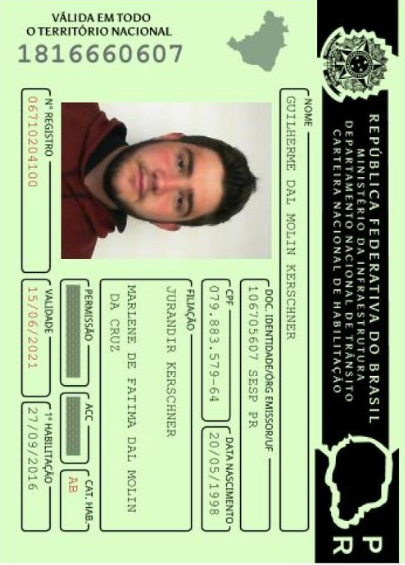 REPÚBLICA FEDERATIVA DO BRASIL
MINISTÉRIO DA INFRAESTRUTURA
DEPARTAMENTO NACIONAL DE TRÂNSITO
CARTEIRA NACIONAL DE HABILITAÇÃO
PR
NOME
GUILHERME DAL MOLIN KERSCHNER
DOC. IDENTIDADE/ÓRG EMISSOR/UF
106705607 SESP PR
CPF
079.883.579-64
DATA NASCIMENTO
20/05/1998
FILIAÇÃO
JURANDIR KERSCHNER
MARLENE DE FATIMA DAL MOLIN
DA CRUZ
PERMISSÃO
ACC
CAT. HAB.
AB
Nº REGISTRO
06710204100
VALIDADE
15/06/2021
1ª HABILITAÇÃO
27/09/2016
VÁLIDA EM TODO
O TERRITÓRIO NACIONAL
1816660607